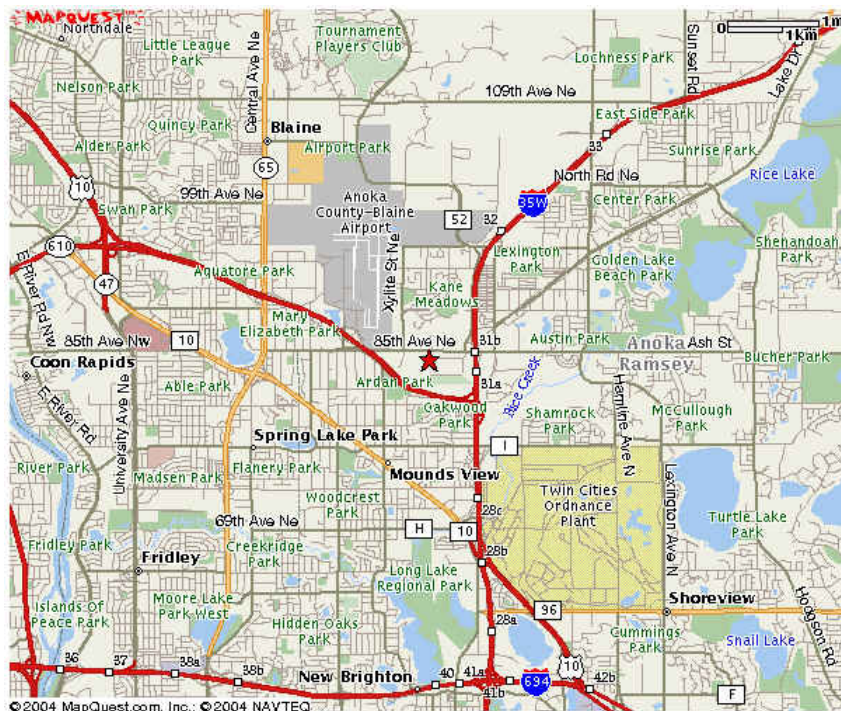 MAPQUEST
0 1m
1km
Northdale
Little League
Park
Central Ave Ne
Tournament
Players Club
Lochness Park
Sunset Rd
Lake Dr
Nelson Park
109th Ave Ne
Quincy Park
East Side Park
Alder Park
Blaine
Airport Park
33
Sunrise Park
10
65
North Rd Ne
Rice Lake
99th Ave Ne
Swan Park
Anoka
County-Blaine
Airport
35W
Center Park
52
32
610
Xylite St Ne
Lexington
Park
Shenandoah
Park
E River Rd Nw
47
Aquatore Park
Golden Lake
Beach Park
Kane
Meadows
Mary
Elizabeth Park
85th Ave Nw
10
85th Ave Ne
31b
Austin Park
Anoka
Ramsey
Ash St
Coon Rapids
Bucher Park
Able Park
Ardan Park
31a
Rice Creek
Hamline Ave N
E River Rd
University Ave Ne
Oakwood
Park
Shamrock
Park
McCullough
Park
Spring Lake Park
I
River Park
Madsen Park
Flanery Park
Mounds View
Lexington Ave N
Woodcrest
Park
28c
Twin Cities
Ordnance
Plant
Turtle Lake
Park
69th Ave Ne
H
10
Fridley Park
Creekridge
Park
28b
Fridley
Long Lake
Regional Park
Islands Of
Peace Park
Moore Lake
Park West
96
Shoreview
Hidden Oaks
Park
28a
Cummings
Park
Snail Lake
Hodgson Rd
36
37
38a
38b
New Brighton
40
41a
41b
694
10
42b
F
©2004 MapQuest.com, Inc.; ©2004 NAVTEQ